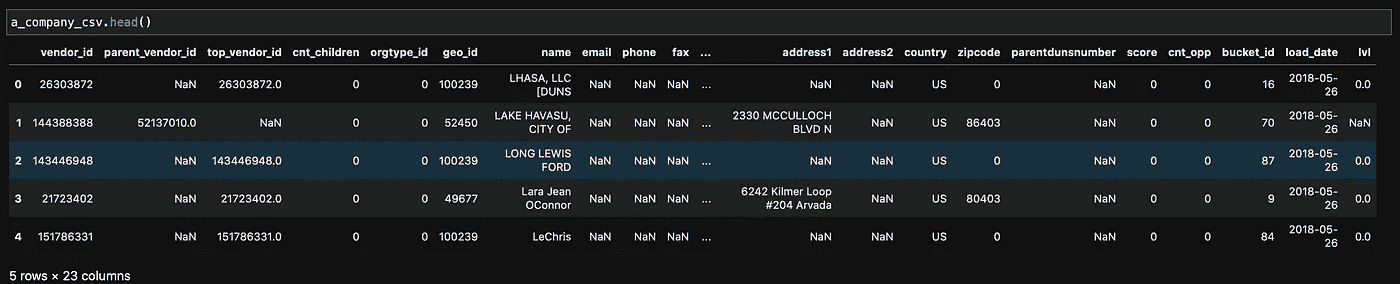 a_company_csv.head()
vendor_id parent_vendor_id top_vendor_id cnt_children orgtype_id geo_id name email phone fax ... address1 address2 country zipcode parentdunsnumber score cnt_opp bucket_id load_date lvl
0 26303872 NaN 26303872.0 0 0 100239 LHASA, LLC NaN NaN NaN ... NaN NaN US 0 NaN 0 0 16 2018-05- 0.0
[DUNS 26
1 144388388 52137010.0 NaN 0 0 52450 LAKE HAVASU, NaN NaN NaN ... 2330 MCCULLOCH NaN US 86403 NaN 0 0 70 2018-05- NaN
CITY OF BLVD N 26
2 143446948 NaN 143446948.0 0 0 100239 LONG LEWIS NaN NaN NaN ... NaN NaN US 0 NaN 0 0 87 2018-05- 0.0
FORD 26
3 21723402 NaN 21723402.0 0 0 49677 Lara Jean NaN NaN NaN ... 6242 Kilmer Loop NaN US 80403 NaN 0 0 9 2018-05- 0.0
OConnor #204 Arvada 26
4 151786331 NaN 151786331.0 0 0 100239 LeChris NaN NaN NaN ... NaN NaN US 0 NaN 0 0 84 2018-05- 0.0
26
5 rows × 23 columns